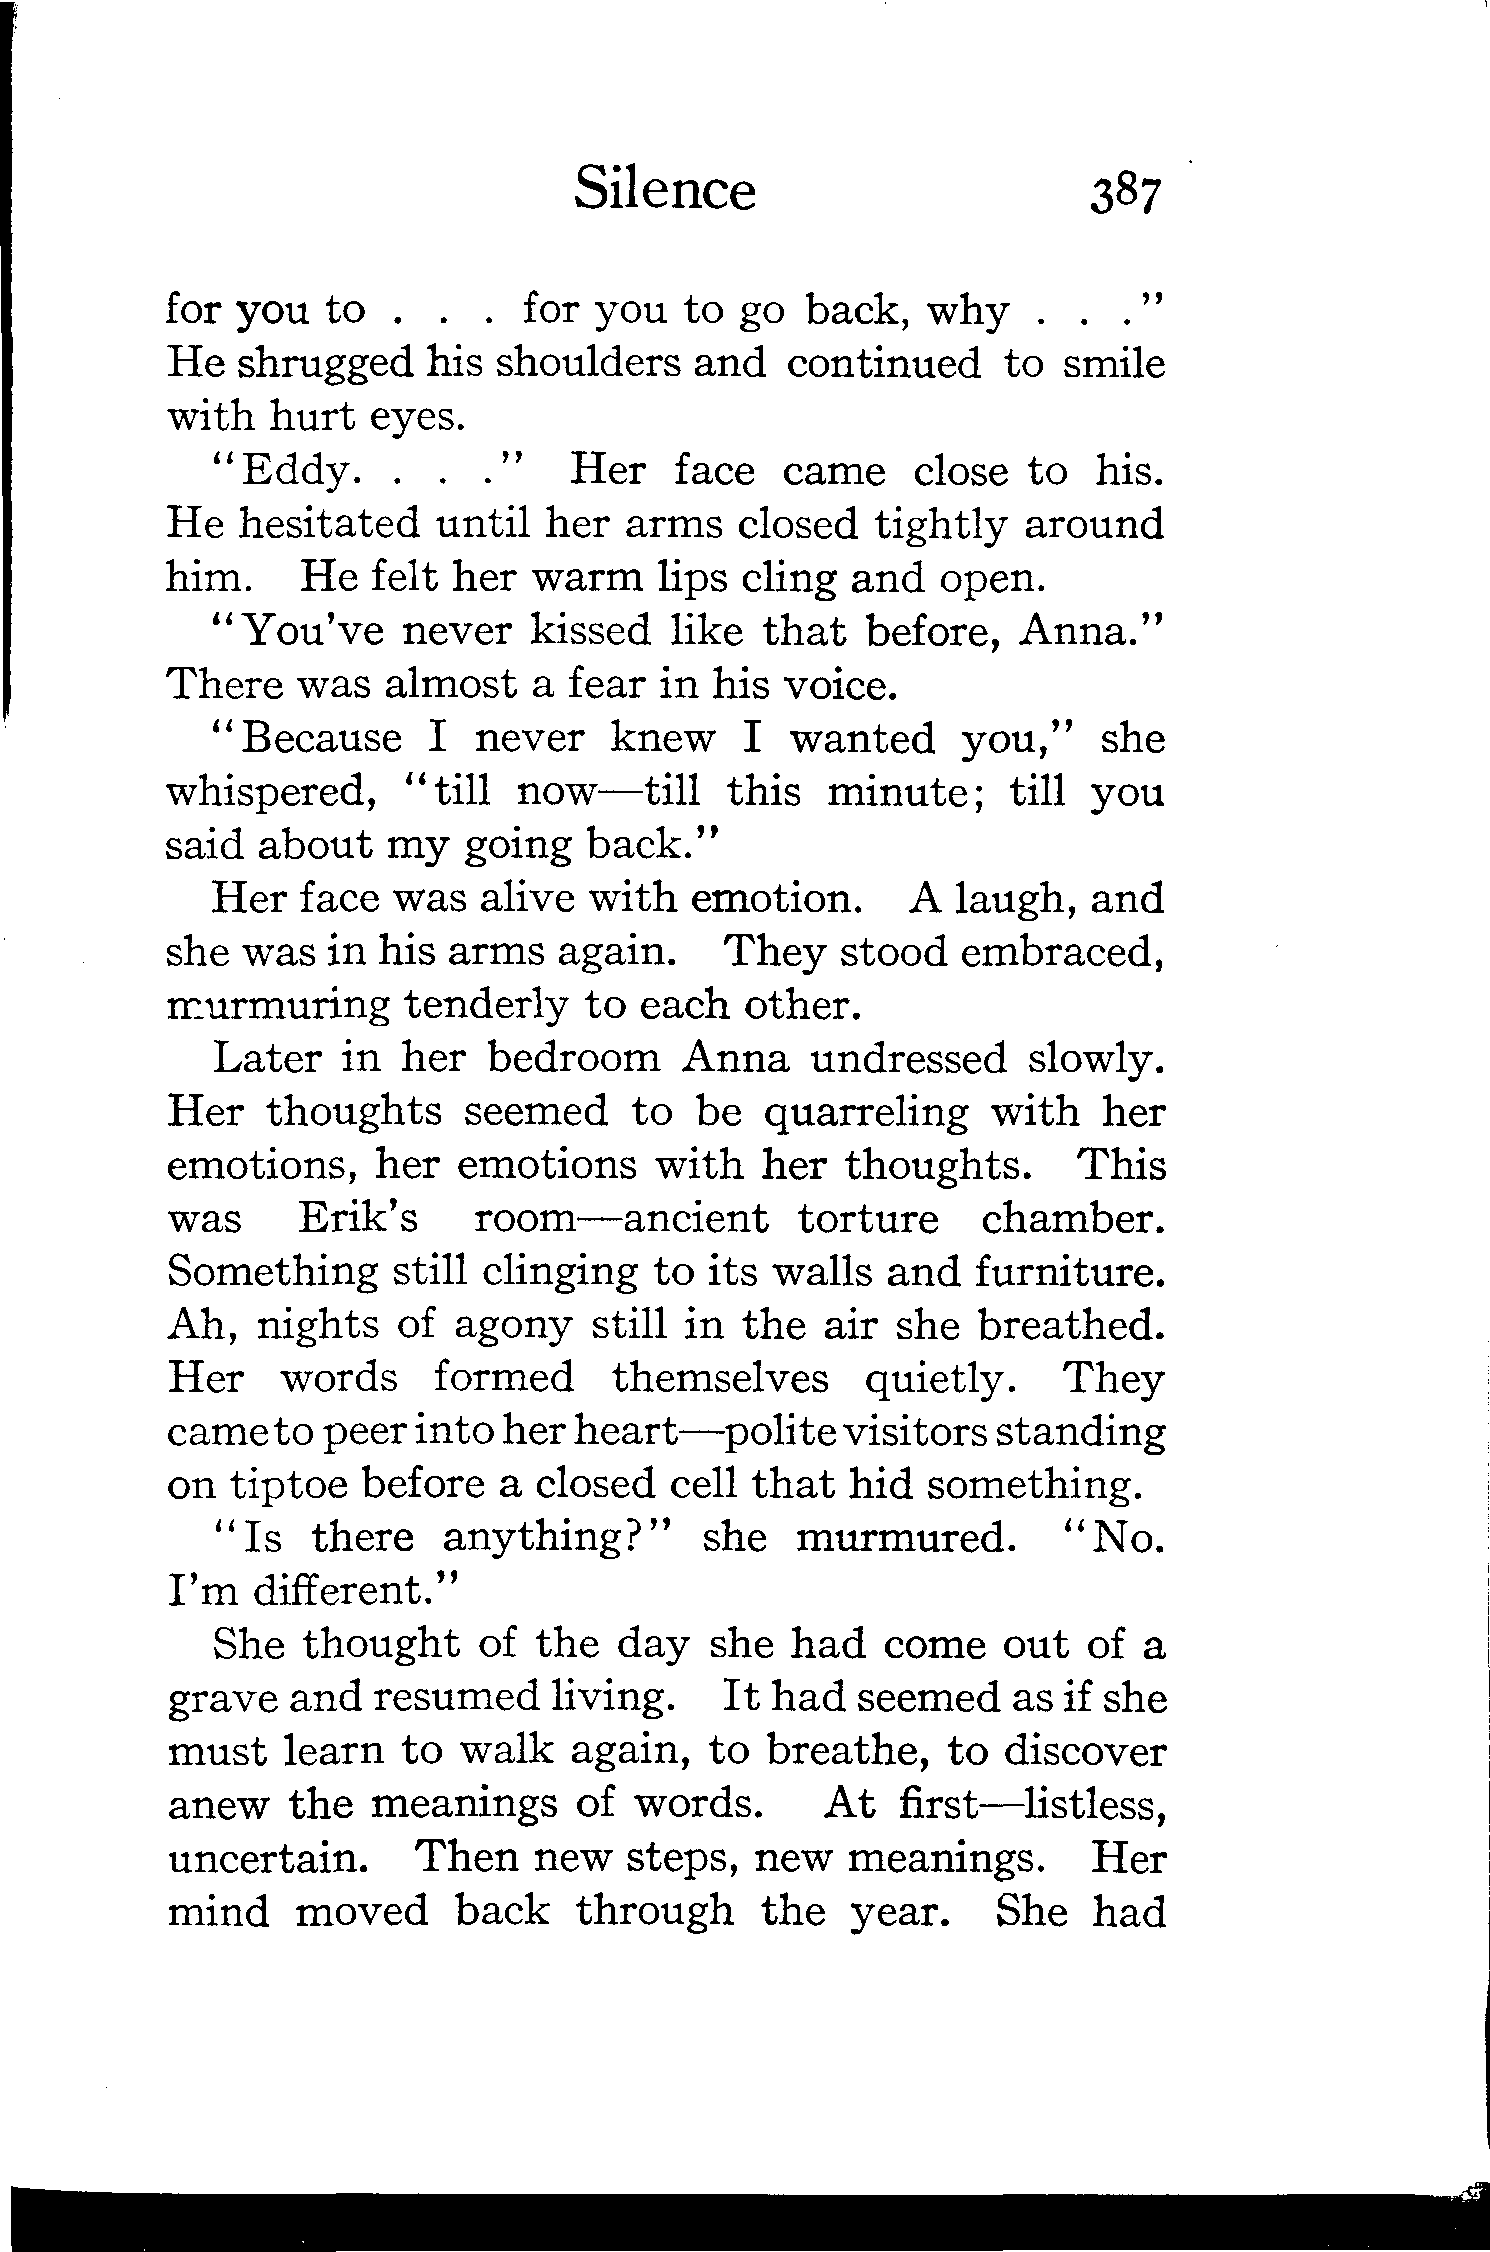 Silence 387
for you to . . . for you to go back, why . . ."
He shrugged his shoulders and continued to smile
with hurt eyes.
"Eddy. . . ." Her face came close to his.
He hesitated until her arms closed tightly around
him. He felt her warm lips cling and open.
"You've never kissed like that before, Anna."
There was almost a fear in his voice.
"Because I never knew I wanted you," she
whispered, "till now—till this minute; till you
said about my going back."
Her face was alive with emotion. A laugh, and
she was in his arms again. They stood embraced,
murmuring tenderly to each other.
Later in her bedroom Anna undressed slowly.
Her thoughts seemed to be quarreling with her
emotions, her emotions with her thoughts. This
was Erik's room—ancient torture chamber.
Something still clinging to its walls and furniture.
Ah, nights of agony still in the air she breathed.
Her words formed themselves quietly. They
came to peer into her heart—polite visitors standing
on tiptoe before a closed cell that hid something.
"Is there anything?" she murmured. "No.
I'm different."
She thought of the day she had come out of a
grave and resumed living. It had seemed as if she
must learn to walk again, to breathe, to discover
anew the meanings of words. At first—listless,
uncertain. Then new steps, new meanings. Her
mind moved back through the year. She had